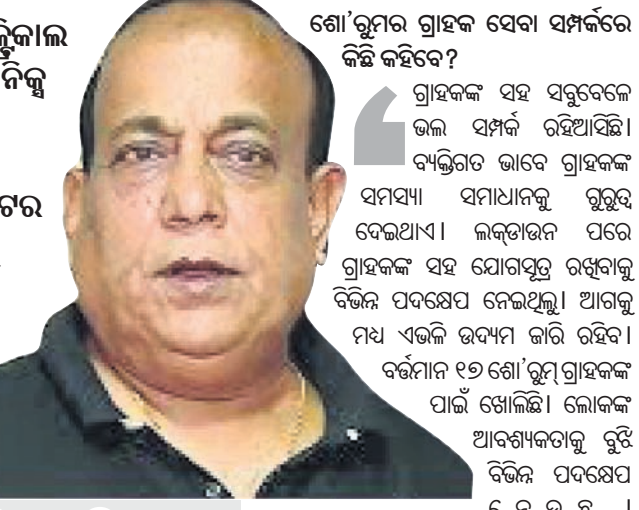 କ୍ଟ୍ରିକାଲ
ନିକ୍ସ
ଟର
ଶୋ'ରୁମର ଗ୍ରାହକ ସେବା ସମ୍ପର୍କରେ
କିଛି କହିବେ?
ଗ୍ରାହକଙ୍କ ସହ ସବୁବେଳେ
ଭଲ ସମ୍ପର୍କ ରହିଆସିଛି।
ବ୍ୟକ୍ତିଗତ ଭାବେ ଗ୍ରାହକଙ୍କ
ସମସ୍ୟା ସମାଧାନକୁ ଗୁରୁତ୍ୱ
ଦେଇଥାଏ। ଲକ୍‌ଡାଉନ ପରେ
ଗ୍ରାହକଙ୍କ ସହ ଯୋଗସୂତ୍ର ରଖିବାକୁ
ବିଭିନ୍ନ ପଦକ୍ଷେପ ନେଇଥିଲୁ। ଆଗକୁ
ମଧ୍ୟ ଏଭଳି ଉଦ୍ୟମ ଜାରି ରହିବ।
ବର୍ତ୍ତମାନ ୧୭ ଶୋ'ରୁମ୍ ଗ୍ରାହକଙ୍କ
ପାଇଁ ଖୋଲିଛି। ଲୋକଙ୍କ
ଆବଶ୍ୟକତାକୁ ବୁଝି
ବିଭିନ୍ନ ପଦକ୍ଷେପ